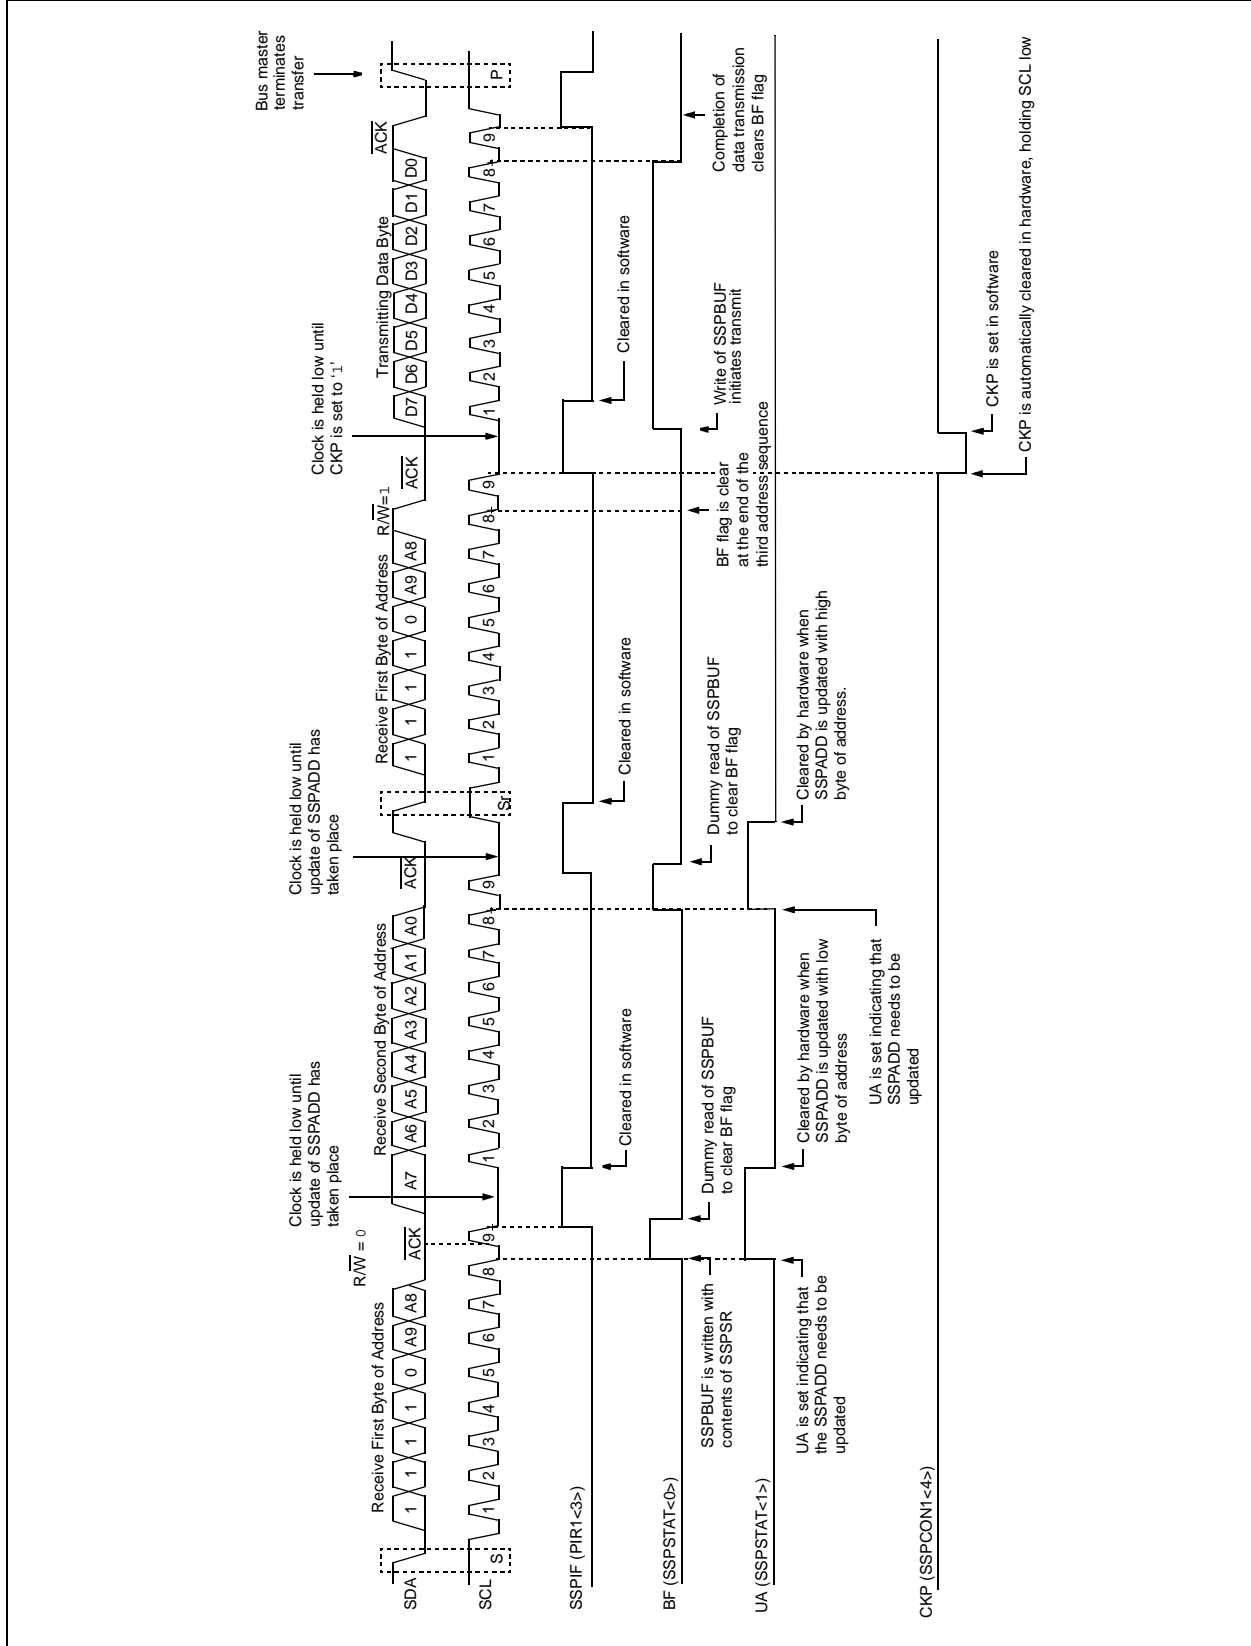 Bus master
terminates
transfer
Clock is held low until
CKP is set to ‘1’
Clock is held low until
update of SSPADD has
taken place
Clock is held low until
update of SSPADD has
taken place
R/W = 0
R/W=1
Receive First Byte of Address
ACK
Receive Second Byte of Address
ACK
Receive First Byte of Address
ACK
Transmitting Data Byte
ACK
SDA
1 1 1 1 0 A9 A8
A7 A6 A5 A4 A3 A2 A1 A0
1 1 1 1 0 A9 A8
D7 D6 D5 D4 D3 D2 D1 D0
SCL
S
1 2 3 4 5 6 7 8 9
1 2 3 4 5 6 7 8 9
Sr
1 2 3 4 5 6 7 8 9
1 2 3 4 5 6 7 8 9
P
SSPIF (PIR1<3>)
Cleared in software
Cleared in software
Cleared in software
BF (SSPSTAT<0>)
SSPBUF is written with
contents of SSPSR
Dummy read of SSPBUF
to clear BF flag
Dummy read of SSPBUF
to clear BF flag
BF flag is clear
at the end of the
third address sequence
Write of SSPBUF
initiates transmit
Completion of
data transmission
clears BF flag
UA (SSPSTAT<1>)
UA is set indicating that
the SSPADD needs to be
updated
Cleared by hardware when
SSPADD is updated with low
byte of address
UA is set indicating that
SSPADD needs to be
updated
Cleared by hardware when
SSPADD is updated with high
byte of address.
CKP (SSPCON1<4>)
CKP is set in software
CKP is automatically cleared in hardware, holding SCL low